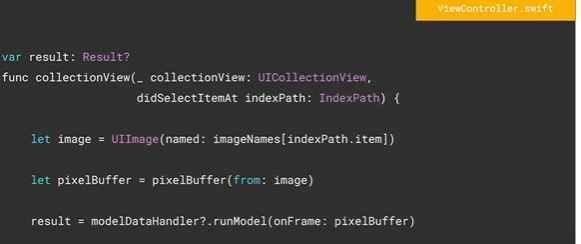 ViewController.swift
var result: Result?
func collectionView(_ collectionView: UICollectionView,
didSelectItemAt indexPath: IndexPath) {
let image = UIImage(named: imageNames[indexPath.item])
let pixelBuffer = pixelBuffer(from: image)
result = modelDataHandler?.runModel(onFrame: pixelBuffer)